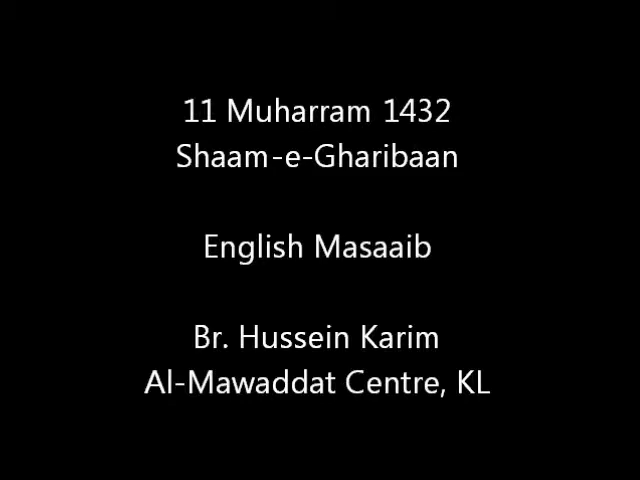 11 Muharram 1432
Shaam-e-Gharibaan
English Masaaib
Br. Hussein Karim
Al-Mawaddat Centre, KL